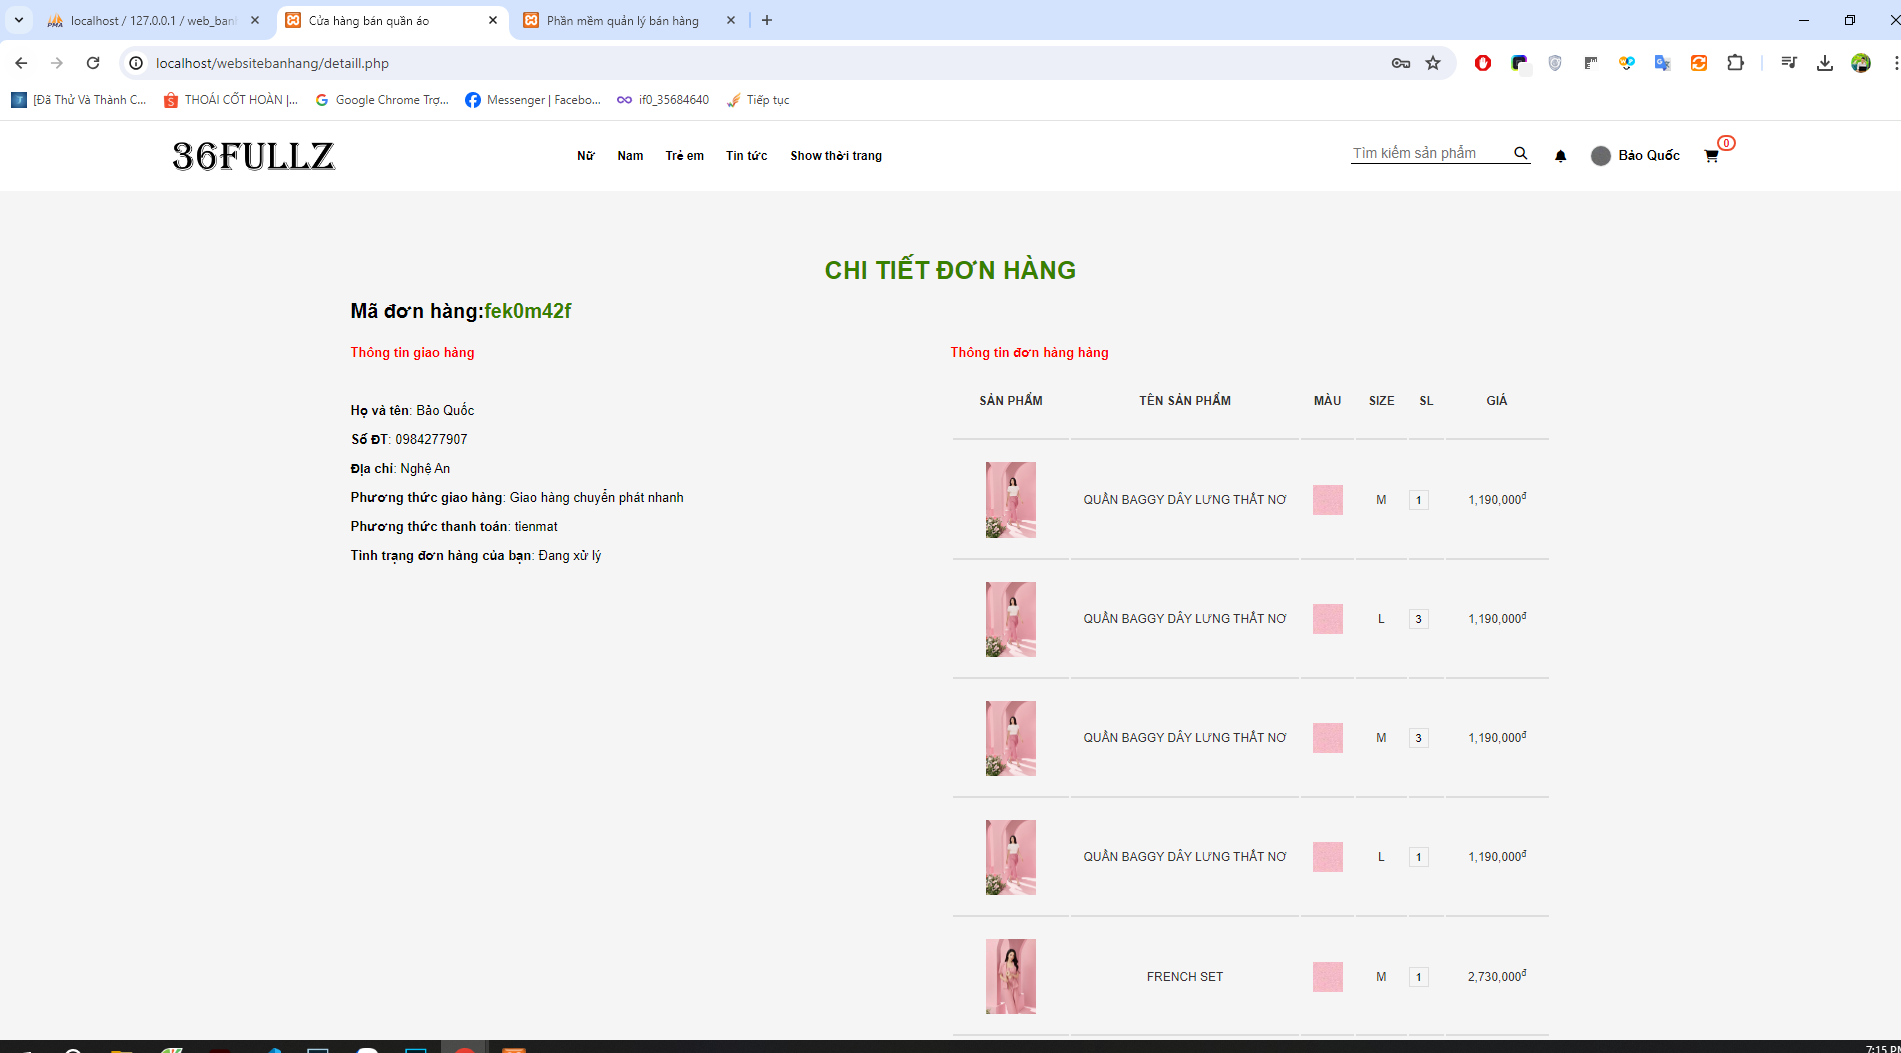 localhost / 127.0.0.1 / web_ban
Cửa hàng bán quần áo
Phần mềm quản lý bán hàng
localhost/websitebanhang/detaill.php
[Đã Thử Và Thành C...
THOÁI CỐT HOÀN |...
Google Chrome Trợ...
Messenger | Facebo...
if0_35684640
Tiếp tục
36FULLZ
Nữ
Nam
Trẻ em
Tin tức
Show thời trang
Tìm kiếm sản phẩm
Bảo Quốc
0
CHI TIẾT ĐƠN HÀNG
Mã đơn hàng:fek0m42f
Thông tin giao hàng
Họ và tên: Bảo Quốc
Số ĐT: 0984277907
Địa chỉ: Nghệ An
Phương thức giao hàng: Giao hàng chuyển phát nhanh
Phương thức thanh toán: tienmat
Tình trạng đơn hàng của bạn: Đang xử lý
Thông tin đơn hàng hàng
SẢN PHẨM TÊN SẢN PHẨM MÀU SIZE SL GIÁ
QUẦN BAGGY DÂY LƯNG THẮT NƠ M 1 1,190,000đ
QUẦN BAGGY DÂY LƯNG THẮT NƠ L 3 1,190,000đ
QUẦN BAGGY DÂY LƯNG THẮT NƠ M 3 1,190,000đ
QUẦN BAGGY DÂY LƯNG THẮT NƠ L 1 1,190,000đ
FRENCH SET M 1 2,730,000đ